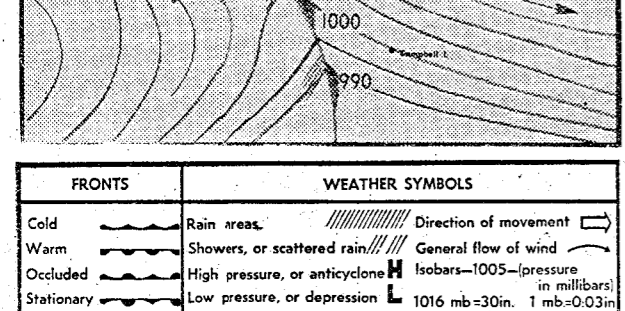 1000
Campbell I.
990
FRONTS
WEATHER SYMBOLS
Cold
Rain areas
Direction of movement
Warm
Showers, or scattered rain
General flow of wind
Occluded
High pressure, or anticyclone H
Isobars—1005—(pressure
in millibars)
Stationary
Low pressure, or depression L
1016 mb=30in. 1 mb=0·03in